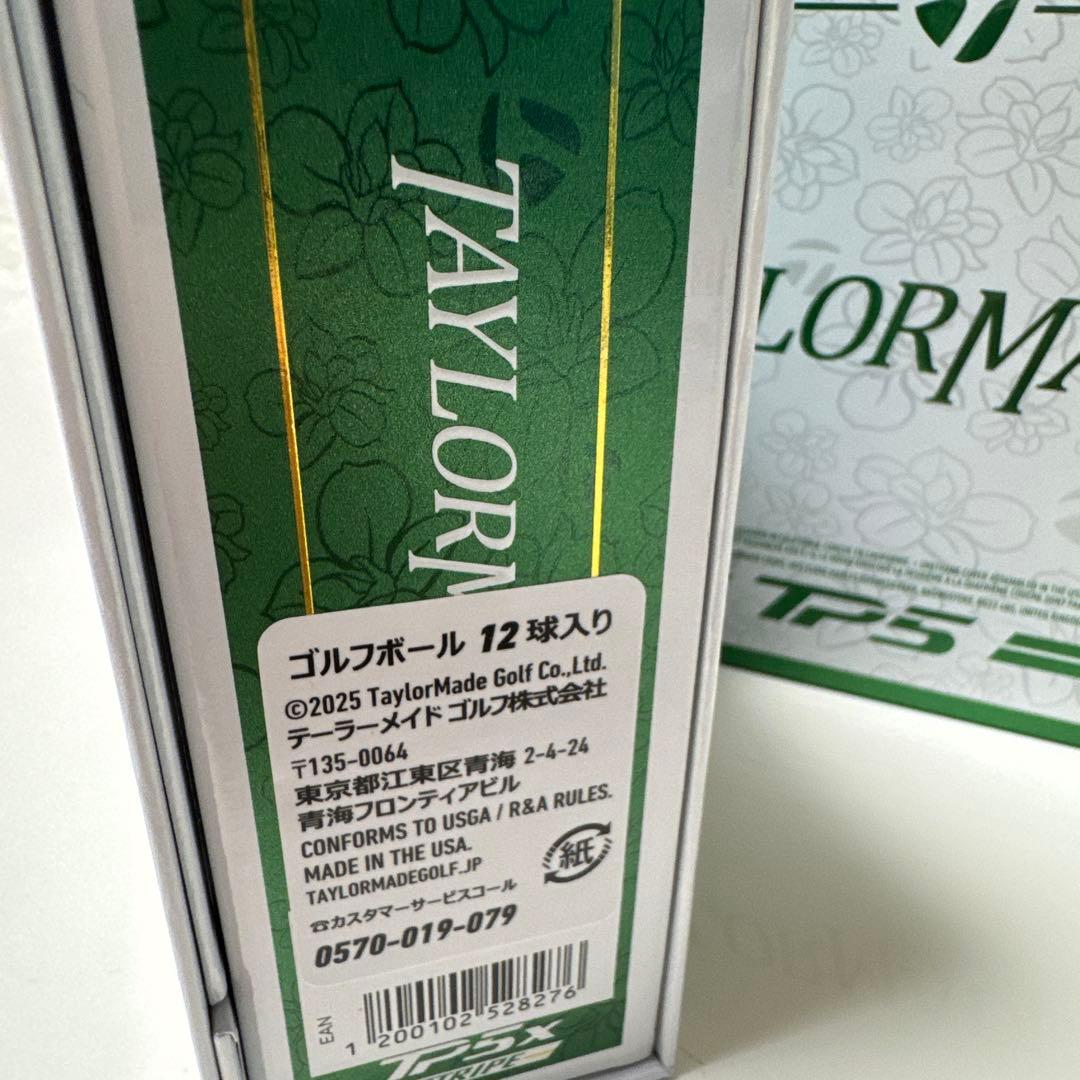 TAYLORM
ゴルフボール 12 球入り
©2025 TaylorMade Golf Co.,Ltd.
テーラーメイド ゴルフ株式会社
〒135-0064
東京都江東区青海 2-4-24
青海フロンティアビル
CONFORMS TO USGA / R&A RULES.
MADE IN THE USA.
TAYLORMADEGOLF.JP
紙
☎カスタマーサービスコール
0570-019-079
EAN
1 200102 528276
TP5x
STRIPE
LORMA
TP5